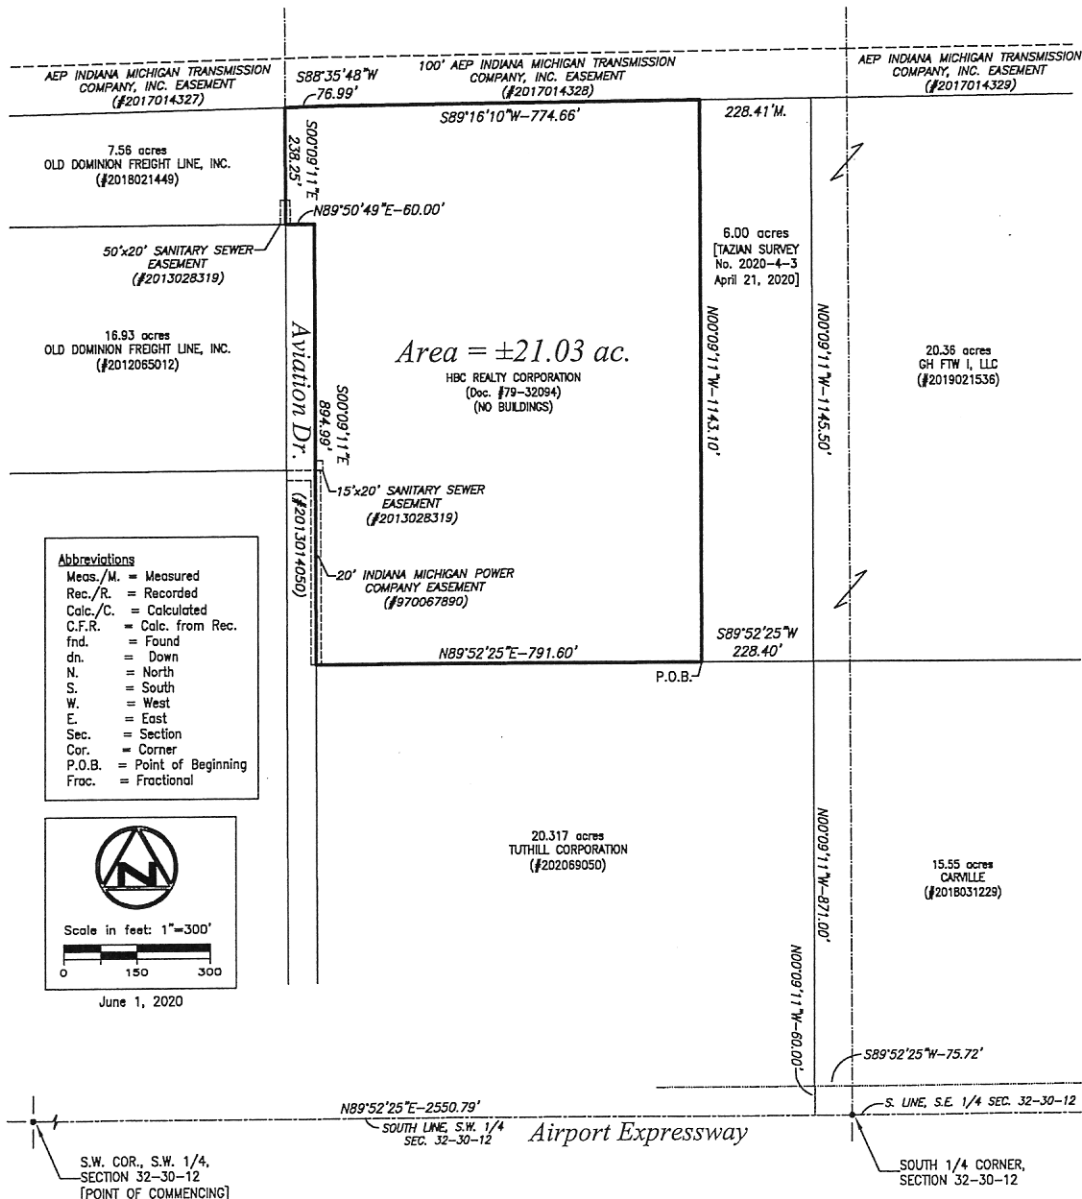 AEP INDIANA MICHIGAN TRANSMISSION
COMPANY, INC. EASEMENT
(#2017014327)
S88°35'48"W
76.99'
100' AEP INDIANA MICHIGAN TRANSMISSION
COMPANY, INC. EASEMENT
(#2017014328)
AEP INDIANA MICHIGAN TRANSMISSION
COMPANY, INC. EASEMENT
(#2017014329)
S89°16'10"W-774.66'
228.41'M.
7.56 acres
OLD DOMINION FREIGHT LINE, INC.
(#2018021449)
S00°09'11"E
238.25'
N89°50'49"E-60.00'
50'x20' SANITARY SEWER
EASEMENT
(#2013028319)
6.00 acres
[TAZIAN SURVEY
No. 2020-4-3
April 21, 2020]
16.93 acres
OLD DOMINION FREIGHT LINE, INC.
(#2012065012)
Aviation Dr.
(#2013014050)
S00°09'11"E
894.99'
Area = ±21.03 ac.
HBC REALTY CORPORATION
(Doc. #79-32094)
(NO BUILDINGS)
N00°09'11"W-1143.10'
N00°09'11"W-1145.50'
20.36 acres
GH FTW I, LLC
(#2019021536)
15'x20' SANITARY SEWER
EASEMENT
(#2013028319)
20' INDIANA MICHIGAN POWER
COMPANY EASEMENT
(#970067890)
N89°52'25"E-791.60'
S89°52'25"W
228.40'
P.O.B.
Abbreviations
Meas./M. = Measured
Rec./R. = Recorded
Calc./C. = Calculated
C.F.R. = Calc. from Rec.
fnd. = Found
dn. = Down
N. = North
S. = South
W. = West
E. = East
Sec. = Section
Cor. = Corner
P.O.B. = Point of Beginning
Frac. = Fractional
N
Scale in feet: 1"=300'
0 150 300
June 1, 2020
20.317 acres
TUTHILL CORPORATION
(#202069050)
N00°09'11"W-871.00'
15.55 acres
CARVILLE
(#2018031229)
N00°09'11"W-60.00'
S89°52'25"W-75.72'
N89°52'25"E-2550.79'
SOUTH LINE, S.W. 1/4
SEC. 32-30-12
Airport Expressway
S. LINE, S.E. 1/4 SEC. 32-30-12
S.W. COR., S.W. 1/4,
SECTION 32-30-12
[POINT OF COMMENCING]
SOUTH 1/4 CORNER,
SECTION 32-30-12